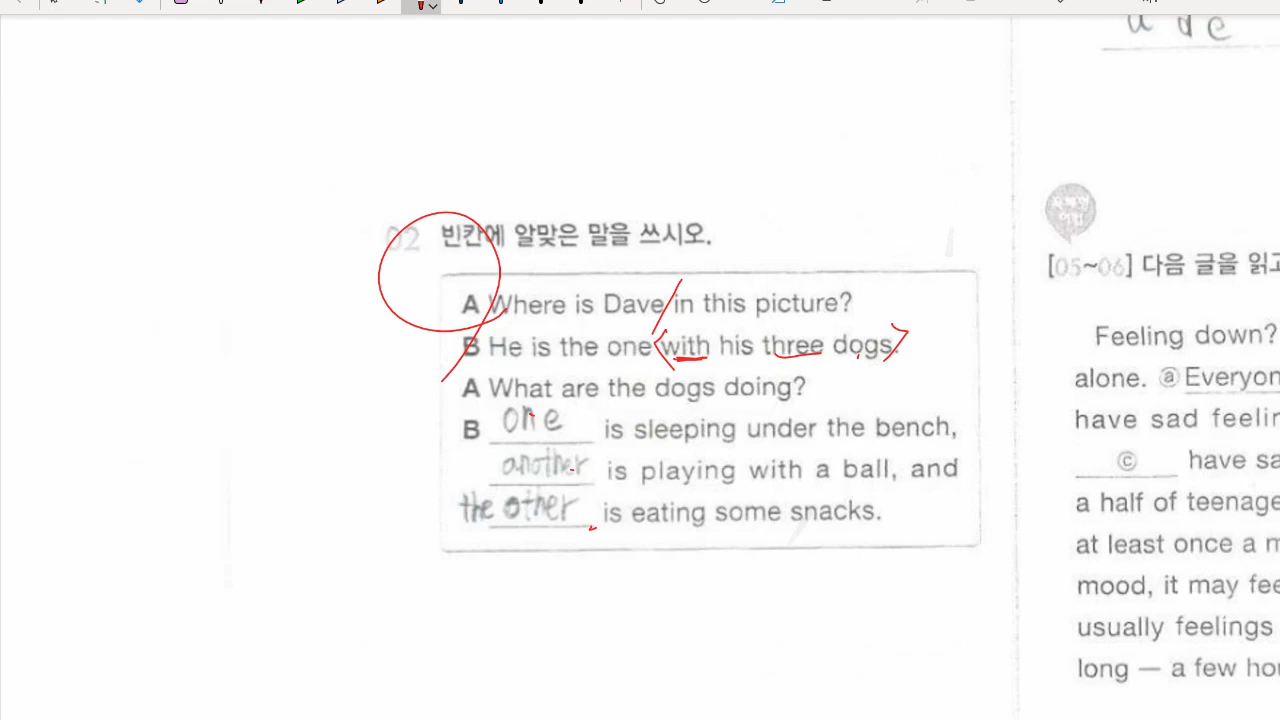 ade
02 빈칸에 알맞은 말을 쓰시오.
A Where is Dave in this picture?
B He is the one with his three dogs.
A What are the dogs doing?
B one is sleeping under the bench,
another is playing with a ball, and
the other is eating some snacks.
[05~06] 다음 글을 읽고
Feeling down?
alone. ⓐ Everyon
have sad feelin
ⓒ have sa
a half of teenage
at least once a m
mood, it may fee
usually feelings
long — a few hou